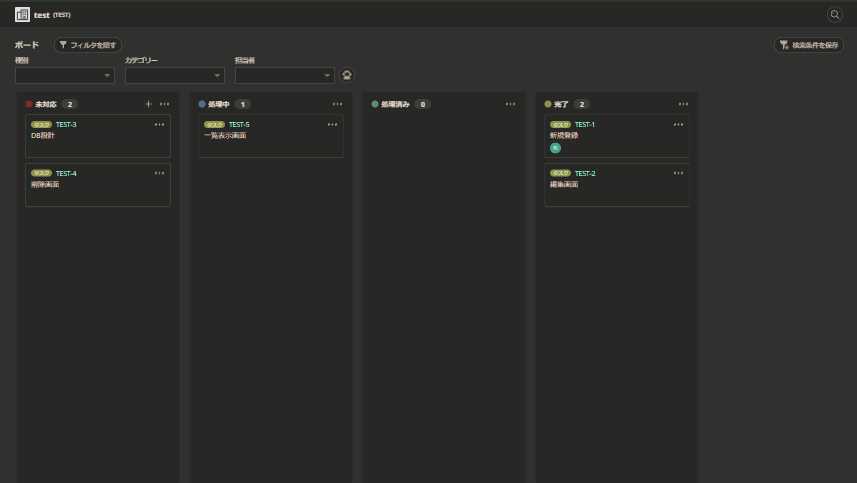 test (TEST)
ボード
フィルタを隠す
検索条件を保存
種別
カテゴリー
担当者
未対応 2
タスク TEST-3
DB設計
タスク TEST-4
削除画面
処理中 1
タスク TEST-5
一覧表示画面
処理済み 0
完了 2
タスク TEST-1
新規登録
タスク TEST-2
編集画面